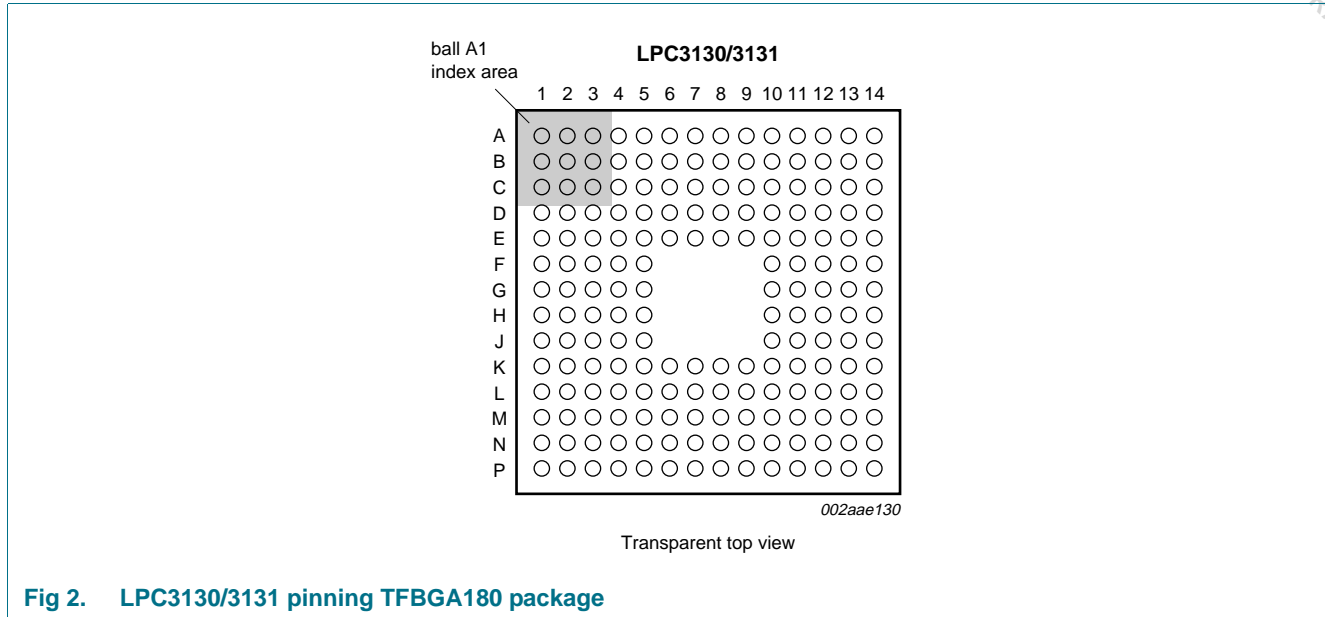 ball A1
index area
LPC3130/3131
1 2 3 4 5 6 7 8 9 10 11 12 13 14
A
B
C
D
E
F
G
H
J
K
L
M
N
P
002aae130
Transparent top view
Fig 2. LPC3130/3131 pinning TFBGA180 package